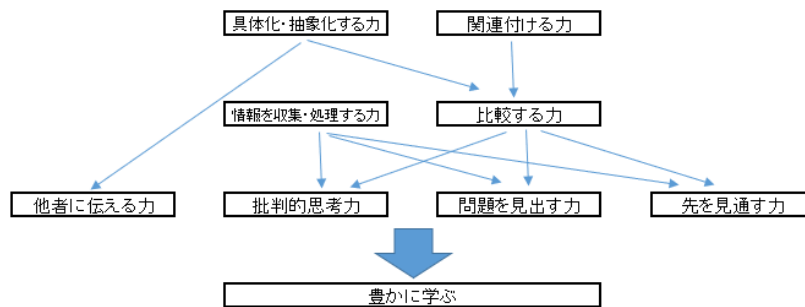 具体化・抽象化する力
関連付ける力
情報を収集・処理する力
比較する力
他者に伝える力
批判的思考力
問題を見出す力
先を見通す力
豊かに学ぶ